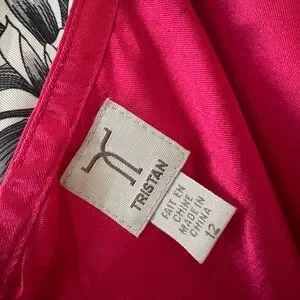 TRISTAN
FAIT EN
CHINE
MADE IN
CHINA
12